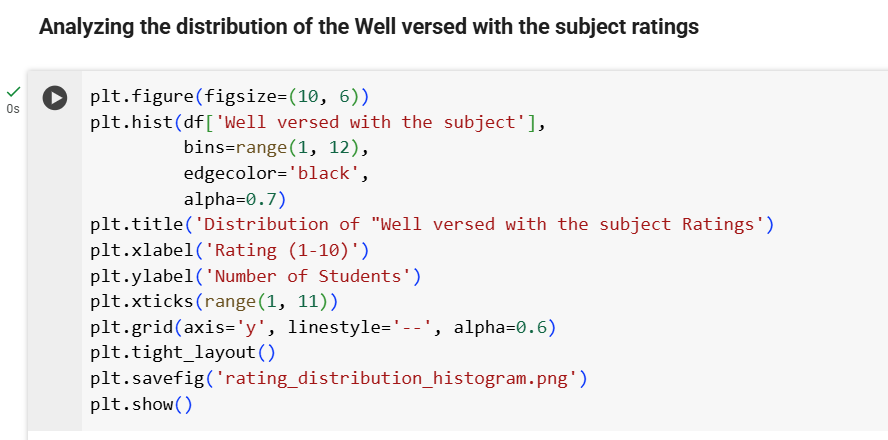 Analyzing the distribution of the Well versed with the subject ratings
0s
plt.figure(figsize=(10, 6))
plt.hist(df['Well versed with the subject'],
         bins=range(1, 12),
         edgecolor='black',
         alpha=0.7)
plt.title('Distribution of "Well versed with the subject Ratings')
plt.xlabel('Rating (1-10)')
plt.ylabel('Number of Students')
plt.xticks(range(1, 11))
plt.grid(axis='y', linestyle='--', alpha=0.6)
plt.tight_layout()
plt.savefig('rating_distribution_histogram.png')
plt.show()